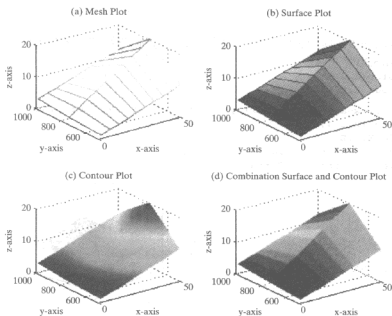 (a) Mesh Plot
(b) Surface Plot
20
10
0
z-axis
1000
800
600
y-axis
0
x-axis
50
20
10
0
z-axis
1000
800
600
y-axis
0
x-axis
50
(c) Contour Plot
(d) Combination Surface and Contour Plot
20
10
0
z-axis
1000
800
600
y-axis
0
x-axis
50
20
10
0
z-axis
1000
800
600
y-axis
0
x-axis
50